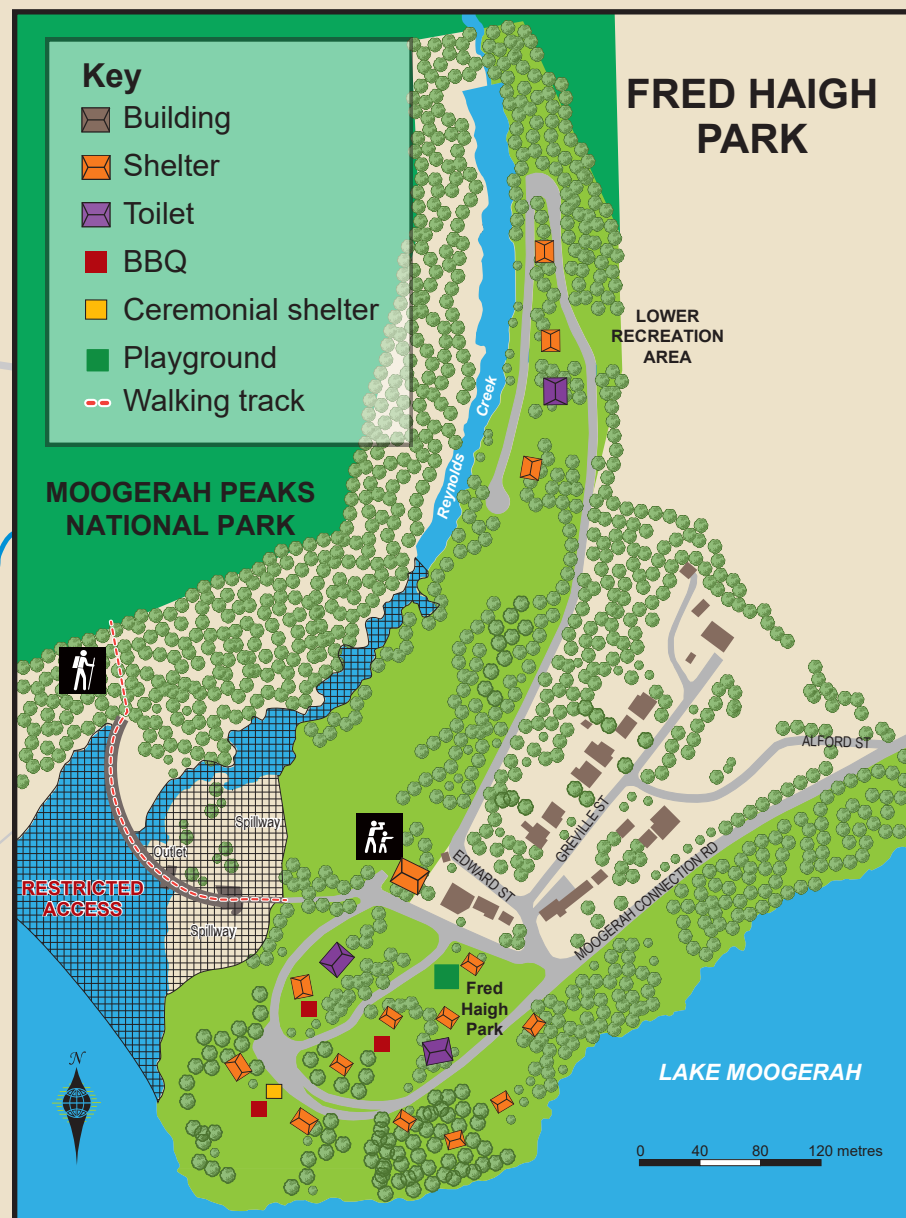 FRED HAIGH
PARK
Key
Building
Shelter
Toilet
BBQ
Ceremonial shelter
Playground
Walking track
LOWER
RECREATION
AREA
Reynolds Creek
MOOGERAH PEAKS
NATIONAL PARK
ALFORD ST
Spillway
Outlet
RESTRICTED
ACCESS
Spillway
EDWARD ST
GREVILLE ST
MOOGERAH CONNECTION RD
Fred
Haigh
Park
N
LAKE MOOGERAH
0 40 80 120 metres